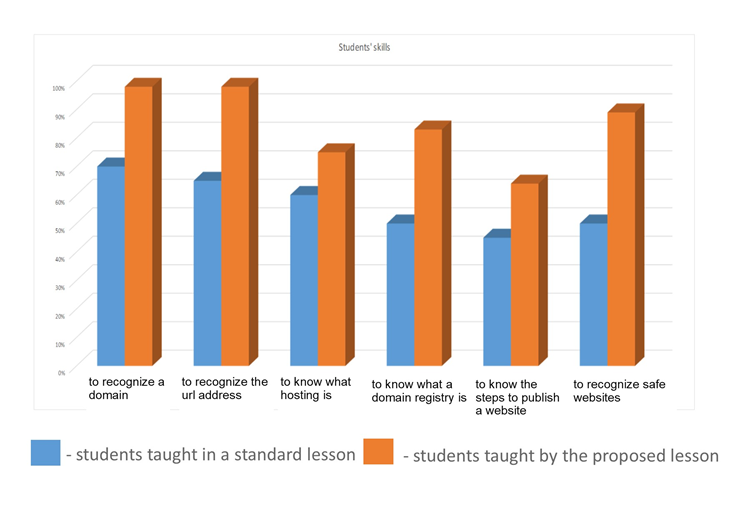 Students' skills
100%
90%
80%
70%
60%
50%
40%
30%
20%
10%
0%
to recognize a
domain
to recognize the
url address
to know what
hosting is
to know what a
domain registry is
to know the
steps to publish
a website
to recognize safe
websites
- students taught in a standard lesson
- students taught by the proposed lesson